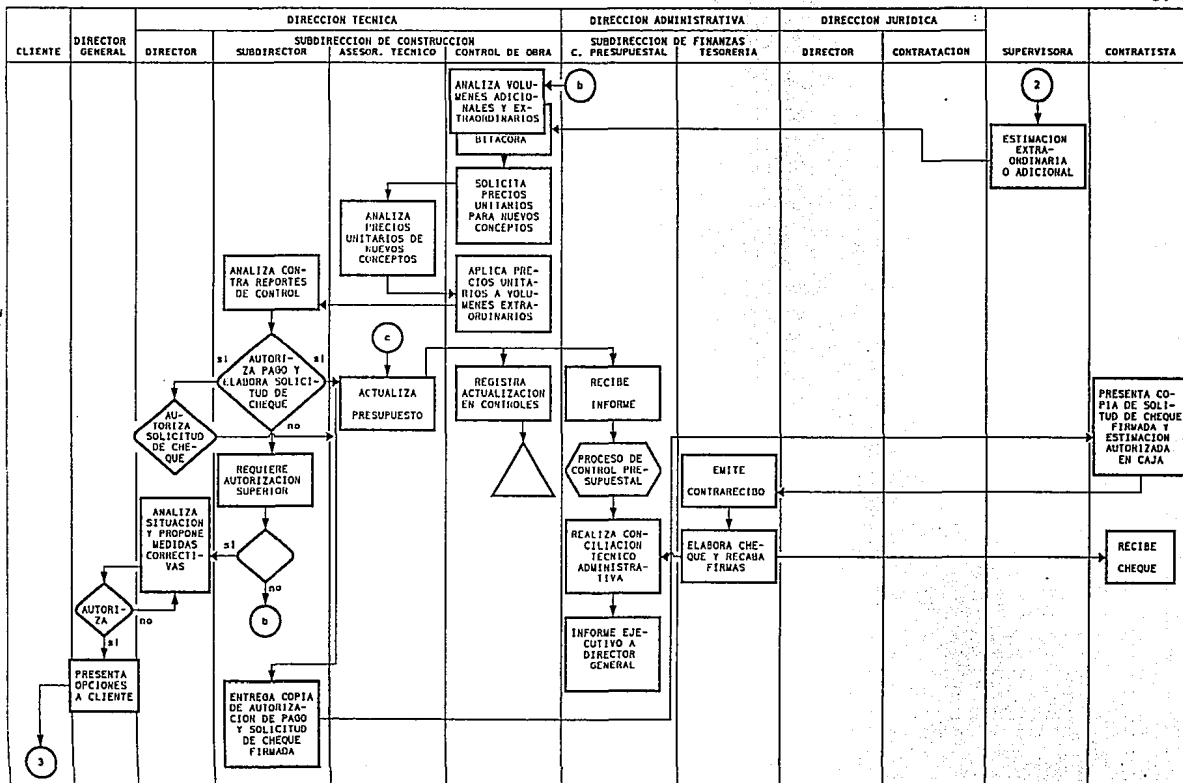 DIRECCION TECNICA
DIRECCION ADMINISTRATIVA
DIRECCION JURIDICA
CLIENTE
DIRECTOR
GENERAL
DIRECTOR
SUBDIRECCION DE CONSTRUCCION
SUBDIRECTOR
ASESOR. TECNICO
CONTROL DE OBRA
SUBDIRECCION DE FINANZAS
C. PRESUPUESTAL
TESORERIA
DIRECTOR
CONTRATACION
SUPERVISORA
CONTRATISTA
ANALIZA VOLU-
MENES ADICIO-
NALES Y EX-
TRAORDINARIOS
BITACORA
b
2
ESTIMACION
EXTRA-
ORDINARIA
O ADICIONAL
SOLICITA
PRECIOS
UNITARIOS
PARA NUEVOS
CONCEPTOS
ANALIZA
PRECIOS
UNITARIOS DE
NUEVOS
CONCEPTOS
ANALIZA CON-
TRA REPORTES
DE CONTROL
APLICA PRE-
CIOS UNITA-
RIOS A VOLU-
MENES EXTRA-
ORDINARIOS
si
AUTORI-
ZA PAGO Y
ELABORA SOLICI-
TUD DE
CHEQUE
si
no
c
ACTUALIZA
PRESUPUESTO
REGISTRA
ACTUALIZACION
EN CONTROLES
RECIBE
INFORME
PRESENTA CO-
PIA DE SOLI-
TUD DE CHEQUE
FIRMADA Y
ESTIMACION
AUTORIZADA
EN CAJA
AU-
TORIZA
SOLICITUD
DE CHE-
QUE
REQUIERE
AUTORIZACION
SUPERIOR
PROCESO DE
CONTROL PRE-
SUPUESTAL
EMITE
CONTRARECIBO
ANALIZA
SITUACION
Y PROPONE
MEDIDAS
CORRECTI-
VAS
si
no
b
REALIZA CON-
CILIACION
TECNICO
ADMINISTRA-
TIVA
ELABORA CHE-
QUE Y RECABA
FIRMAS
RECIBE
CHEQUE
AUTORI-
ZA
no
si
INFORME EJE-
CUTIVO A
DIRECTOR
GENERAL
PRESENTA
OPCIONES
A CLIENTE
ENTREGA COPIA
DE AUTORIZA-
CION DE PAGO
Y SOLICITUD
DE CHEQUE
FIRMADA
3